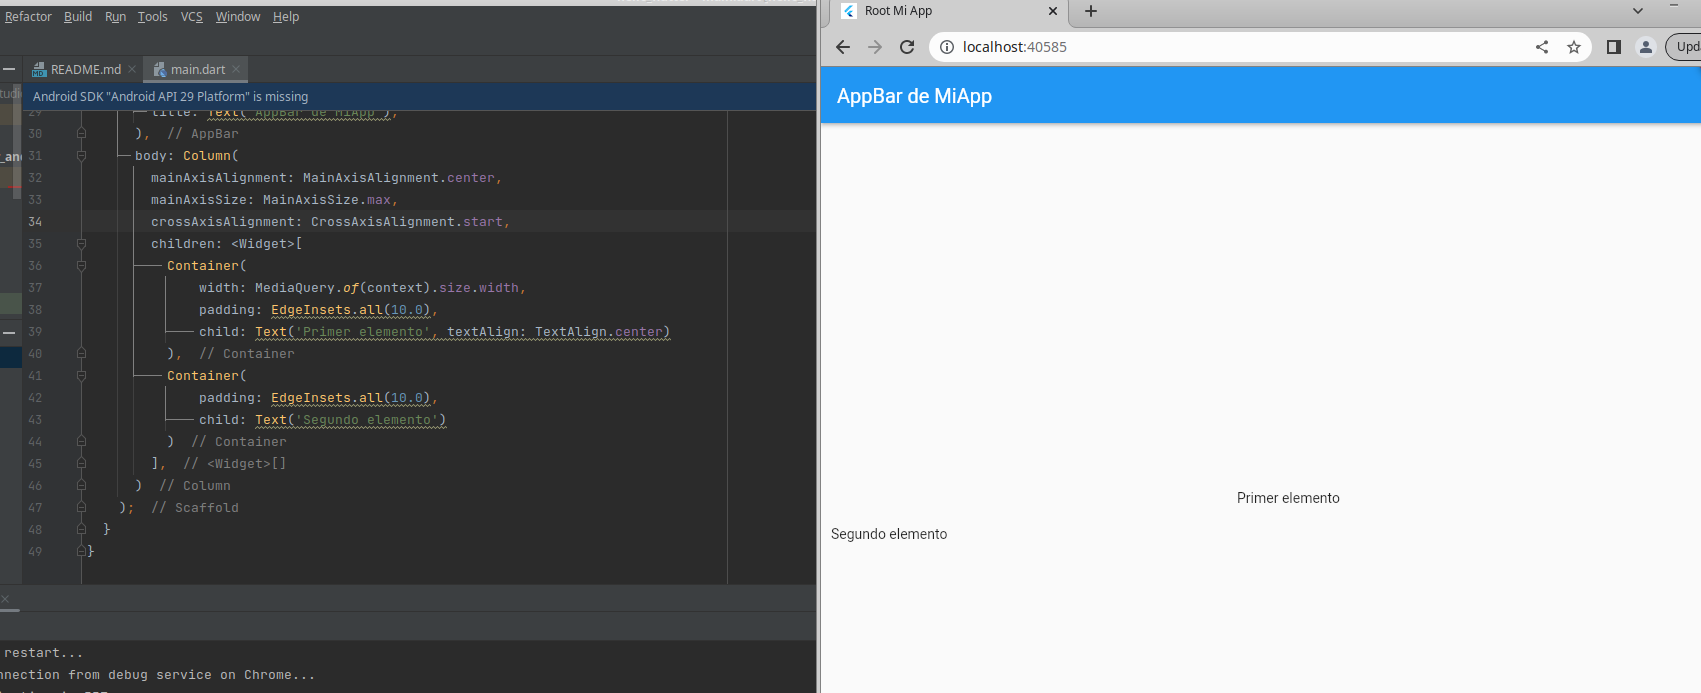 Refactor Build Run Tools VCS Window Help
README.md main.dart
Android SDK "Android API 29 Platform" is missing
29 title: Text('AppBar de MiApp'),
30 ), // AppBar
31 body: Column(
32 mainAxisAlignment: MainAxisAlignment.center,
33 mainAxisSize: MainAxisSize.max,
34 crossAxisAlignment: CrossAxisAlignment.start,
35 children: <Widget>[
36 Container(
37 width: MediaQuery.of(context).size.width,
38 padding: EdgeInsets.all(10.0),
39 child: Text('Primer elemento', textAlign: TextAlign.center)
40 ), // Container
41 Container(
42 padding: EdgeInsets.all(10.0),
43 child: Text('Segundo elemento')
44 ) // Container
45 ], // <Widget>[]
46 ) // Column
47 ); // Scaffold
48 }
49 }
restart...
nnection from debug service on Chrome...
Root Mi App
localhost:40585
Upd
AppBar de MiApp
Primer elemento
Segundo elemento